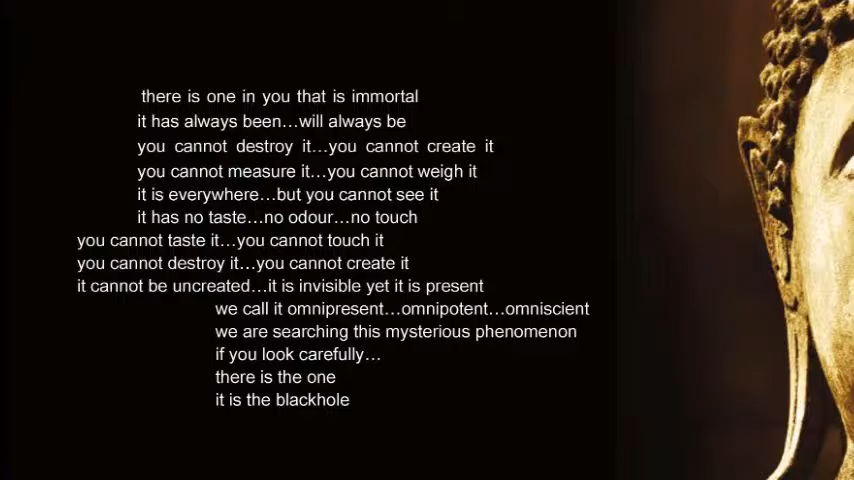 there is one in you that is immortal
it has always been...will always be
you cannot destroy it...you cannot create it
you cannot measure it...you cannot weigh it
it is everywhere...but you cannot see it
it has no taste...no odour...no touch
you cannot taste it...you cannot touch it
you cannot destroy it...you cannot create it
it cannot be uncreated...it is invisible yet it is present
we call it omnipresent...omnipotent...omniscient
we are searching this mysterious phenomenon
if you look carefully...
there is the one
it is the blackhole